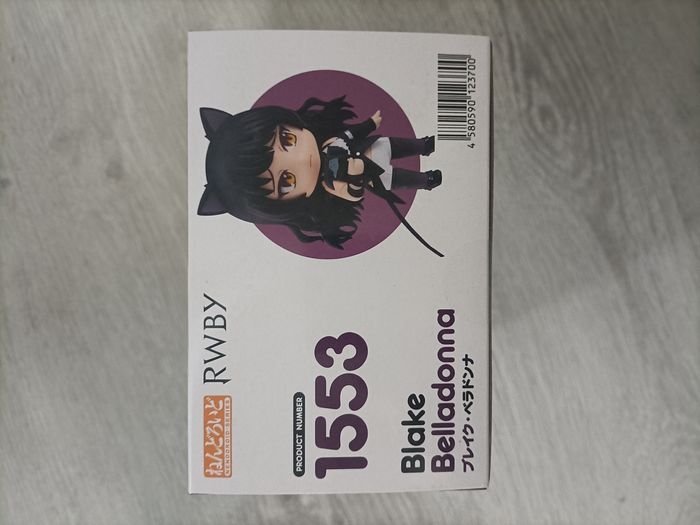 ねんどろいど
NENDOROID SERIES
RWBY
PRODUCT NUMBER
1553
Blake
Belladonna
ブレイク・ベラドンナ
4 580590 123700